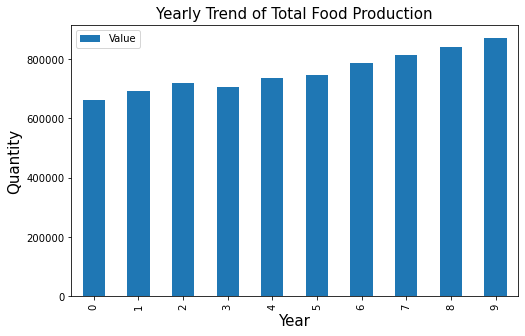 Yearly Trend of Total Food Production
Value
Quantity
800000
600000
400000
200000
0
0 1 2 3 4 5 6 7 8 9
Year